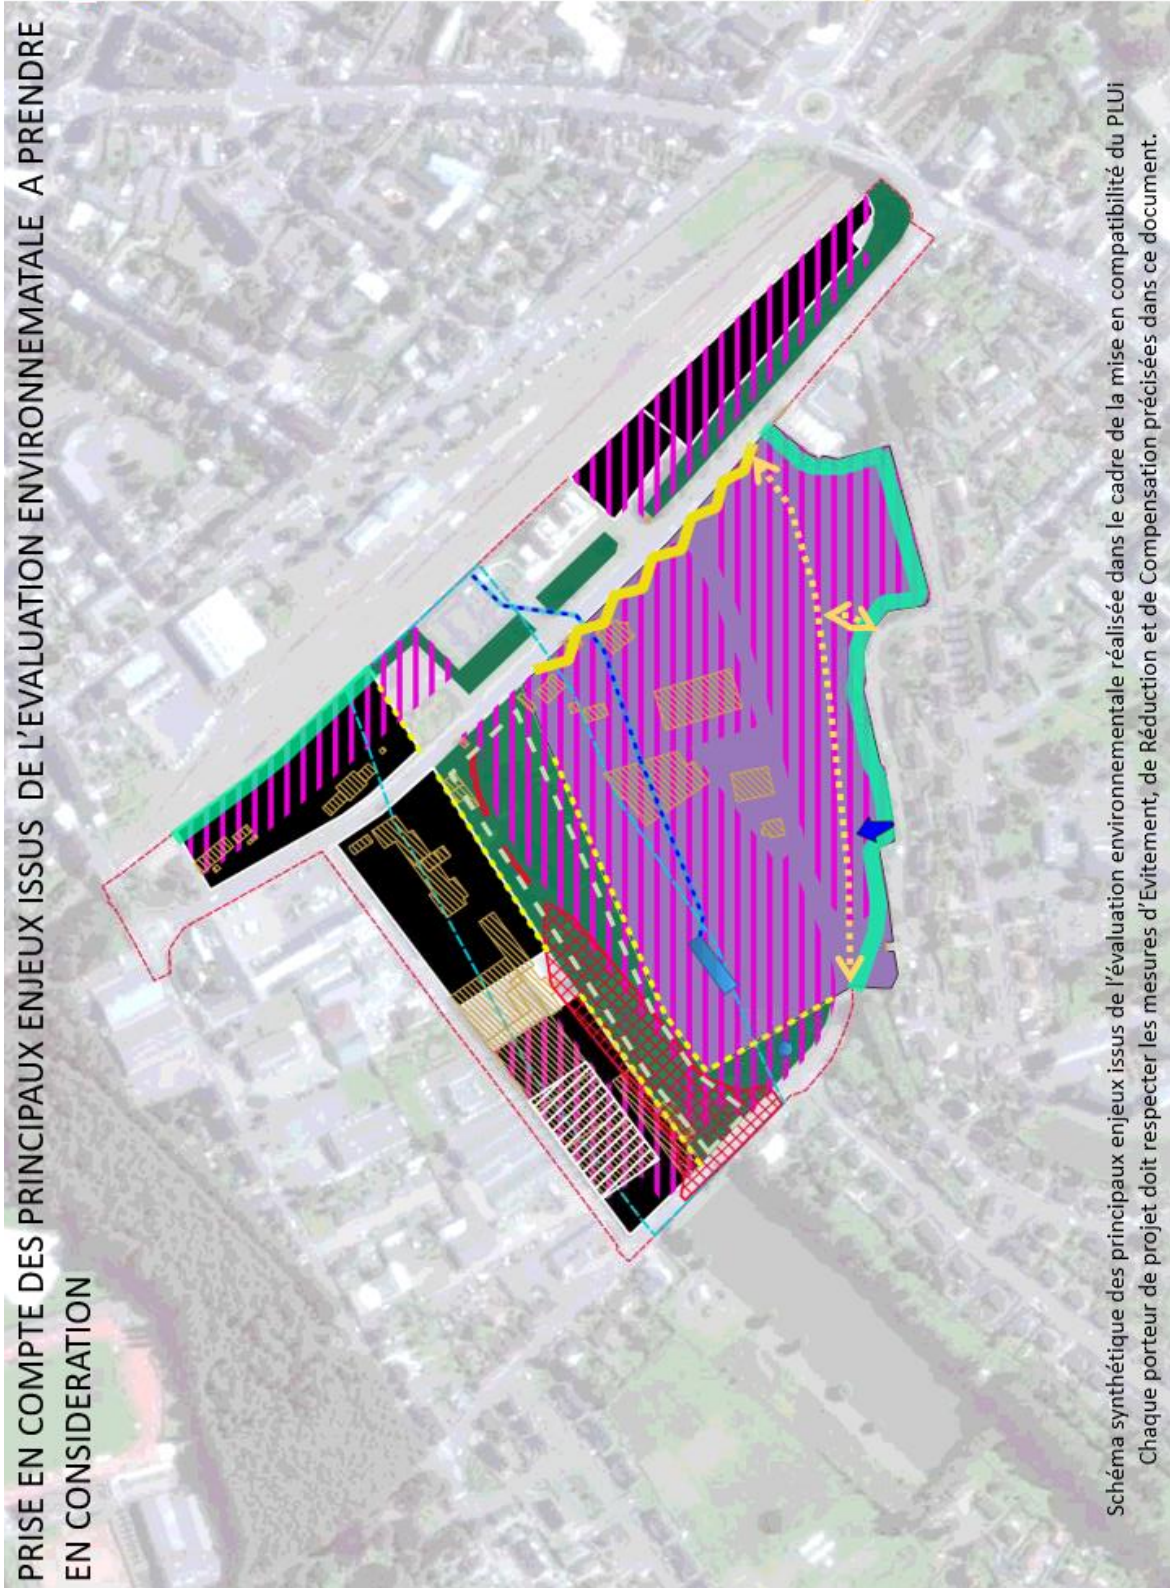 PRISE EN COMPTE DES PRINCIPAUX ENJEUX ISSUS DE L'EVALUATION ENVIRONNEMATALE A PRENDRE
EN CONSIDERATION
Schéma synthétique des principaux enjeux issus de l'évaluation environnementale réalisée dans le cadre de la mise en compatibilité du PLUi
Chaque porteur de projet doit respecter les mesures d'Evitement, de Réduction et de Compensation précisées dans ce document.